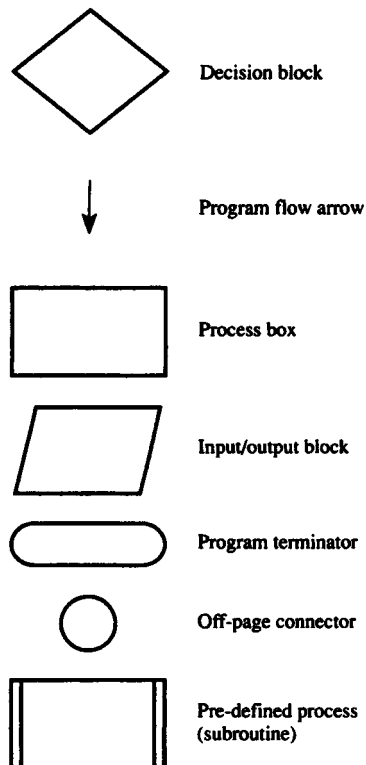 Decision block
Program flow arrow
Process box
Input/output block
Program terminator
Off-page connector
Pre-defined process
(subroutine)